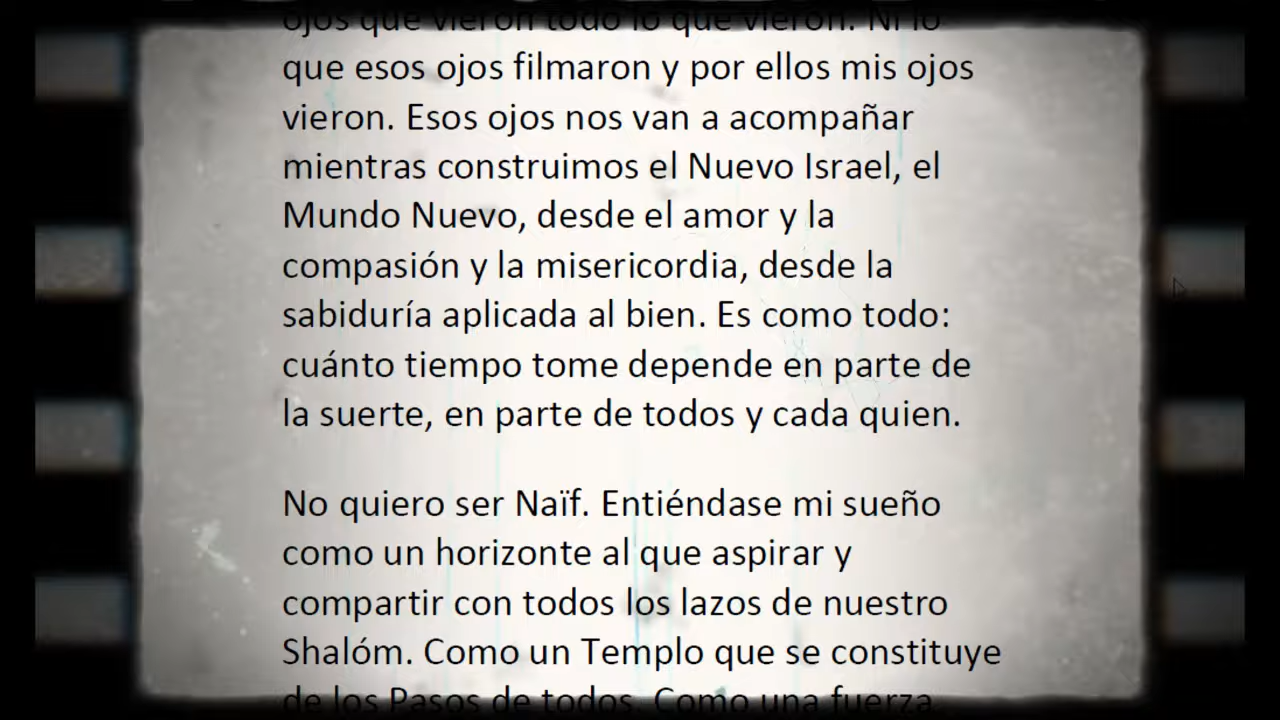 ojos que vieron todo lo que vieron. Ni lo
que esos ojos filmaron y por ellos mis ojos
vieron. Esos ojos nos van a acompañar
mientras construimos el Nuevo Israel, el
Mundo Nuevo, desde el amor y la
compasión y la misericordia, desde la
sabiduría aplicada al bien. Es como todo:
cuánto tiempo tome depende en parte de
la suerte, en parte de todos y cada quien.
No quiero ser Naïf. Entiéndase mi sueño
como un horizonte al que aspirar y
compartir con todos los lazos de nuestro
Shalóm. Como un Templo que se constituye
de los Pasos de todos. Como una fuerza